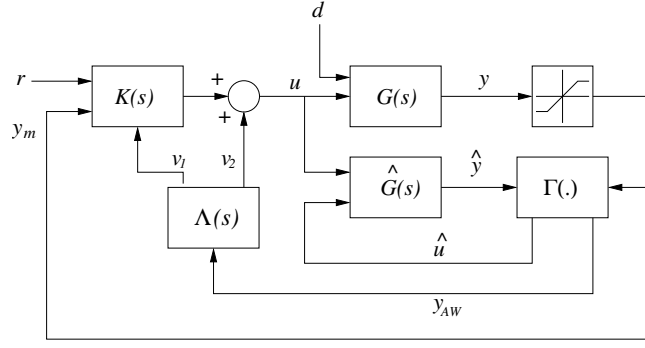 d
r
K(s)
+
+
u
G(s)
y
y_m
v_1
v_2
Ĝ(s)
ŷ
Γ(.)
Λ(s)
û
y_AW